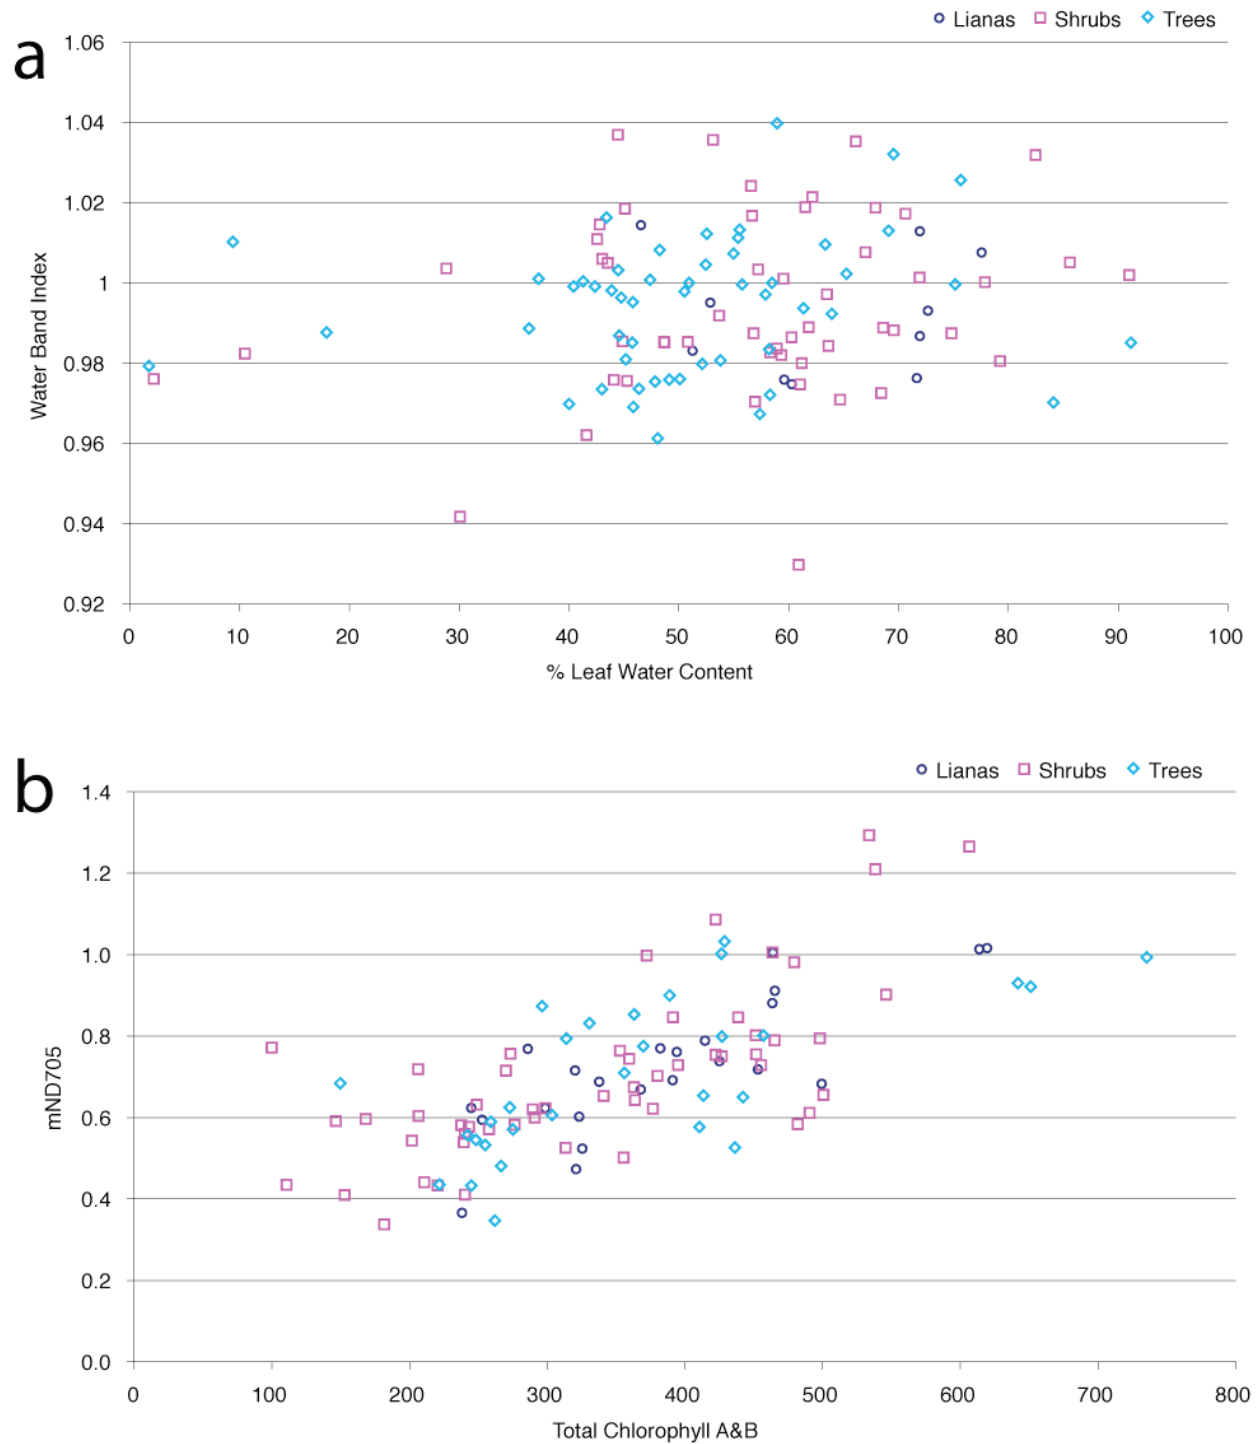 Lianas Shrubs Trees
a
1.06
1.04
1.02
1
0.98
0.96
0.94
0.92
Water Band Index
0 10 20 30 40 50 60 70 80 90 100
% Leaf Water Content
b
Lianas Shrubs Trees
1.4
1.2
1.0
0.8
0.6
0.4
0.2
0.0
mND705
0 100 200 300 400 500 600 700 800
Total Chlorophyll A&B